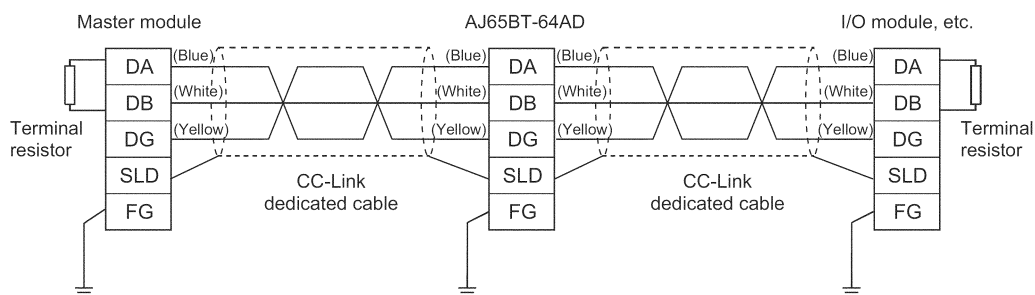 Master module
AJ65BT-64AD
I/O module, etc.
(Blue)
(Blue)
(Blue)
(Blue)
DA
DA
DA
(White)
(White)
(White)
(White)
DB
DB
DB
(Yellow)
(Yellow)
(Yellow)
(Yellow)
DG
DG
DG
Terminal
resistor
Terminal
resistor
SLD
SLD
SLD
CC-Link
dedicated cable
CC-Link
dedicated cable
FG
FG
FG